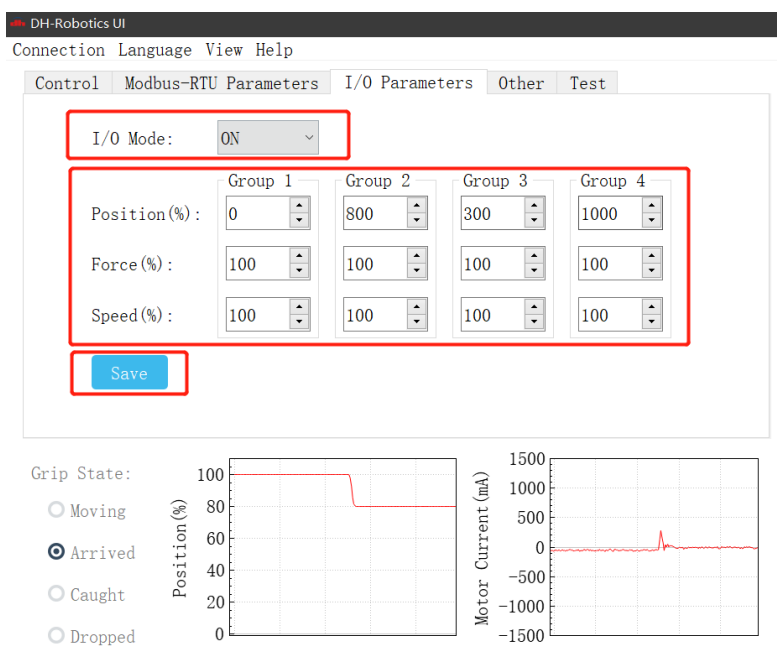 DH-Robotics UI
Connection Language View Help
Control Modbus-RTU Parameters I/O Parameters Other Test
I/O Mode: ON
Group 1 Group 2 Group 3 Group 4
Position(%): 0 800 300 1000
Force(%): 100 100 100 100
Speed(%): 100 100 100 100
Save
Grip State:
Moving
Arrived
Caught
Dropped
Position(%)
100
80
60
40
20
0
Motor Current(mA)
1500
1000
500
0
-500
-1000
-1500